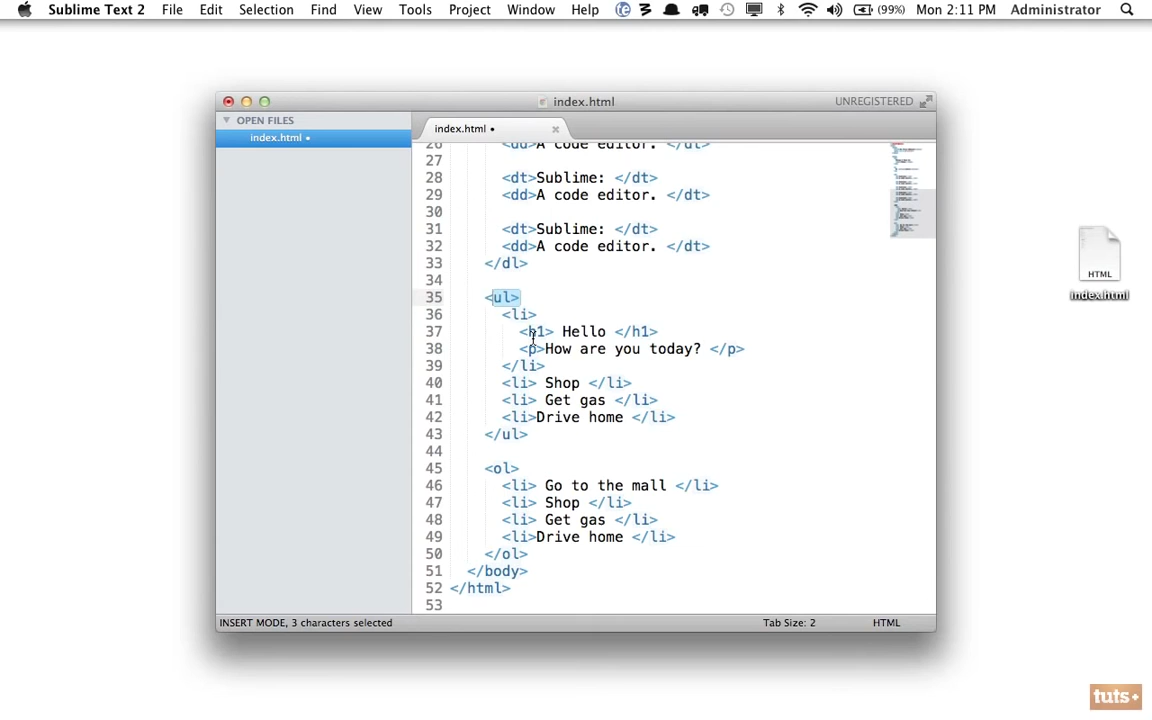 Sublime Text 2 File Edit Selection Find View Tools Project Window Help (99%) Mon 2:11 PM Administrator
index.html UNREGISTERED
OPEN FILES
index.html
index.html
26 <dd>A code editor. </dt>
27
28 <dt>Sublime: </dt>
29 <dd>A code editor. </dt>
30
31 <dt>Sublime: </dt>
32 <dd>A code editor. </dt>
33 </dl>
34
35 <ul>
36 <li>
37 <h1> Hello </h1>
38 <p>How are you today? </p>
39 </li>
40 <li> Shop </li>
41 <li> Get gas </li>
42 <li>Drive home </li>
43 </ul>
44
45 <ol>
46 <li> Go to the mall </li>
47 <li> Shop </li>
48 <li> Get gas </li>
49 <li>Drive home </li>
50 </ol>
51 </body>
52 </html>
53
INSERT MODE, 3 characters selected Tab Size: 2 HTML
HTML
index.html
tuts+